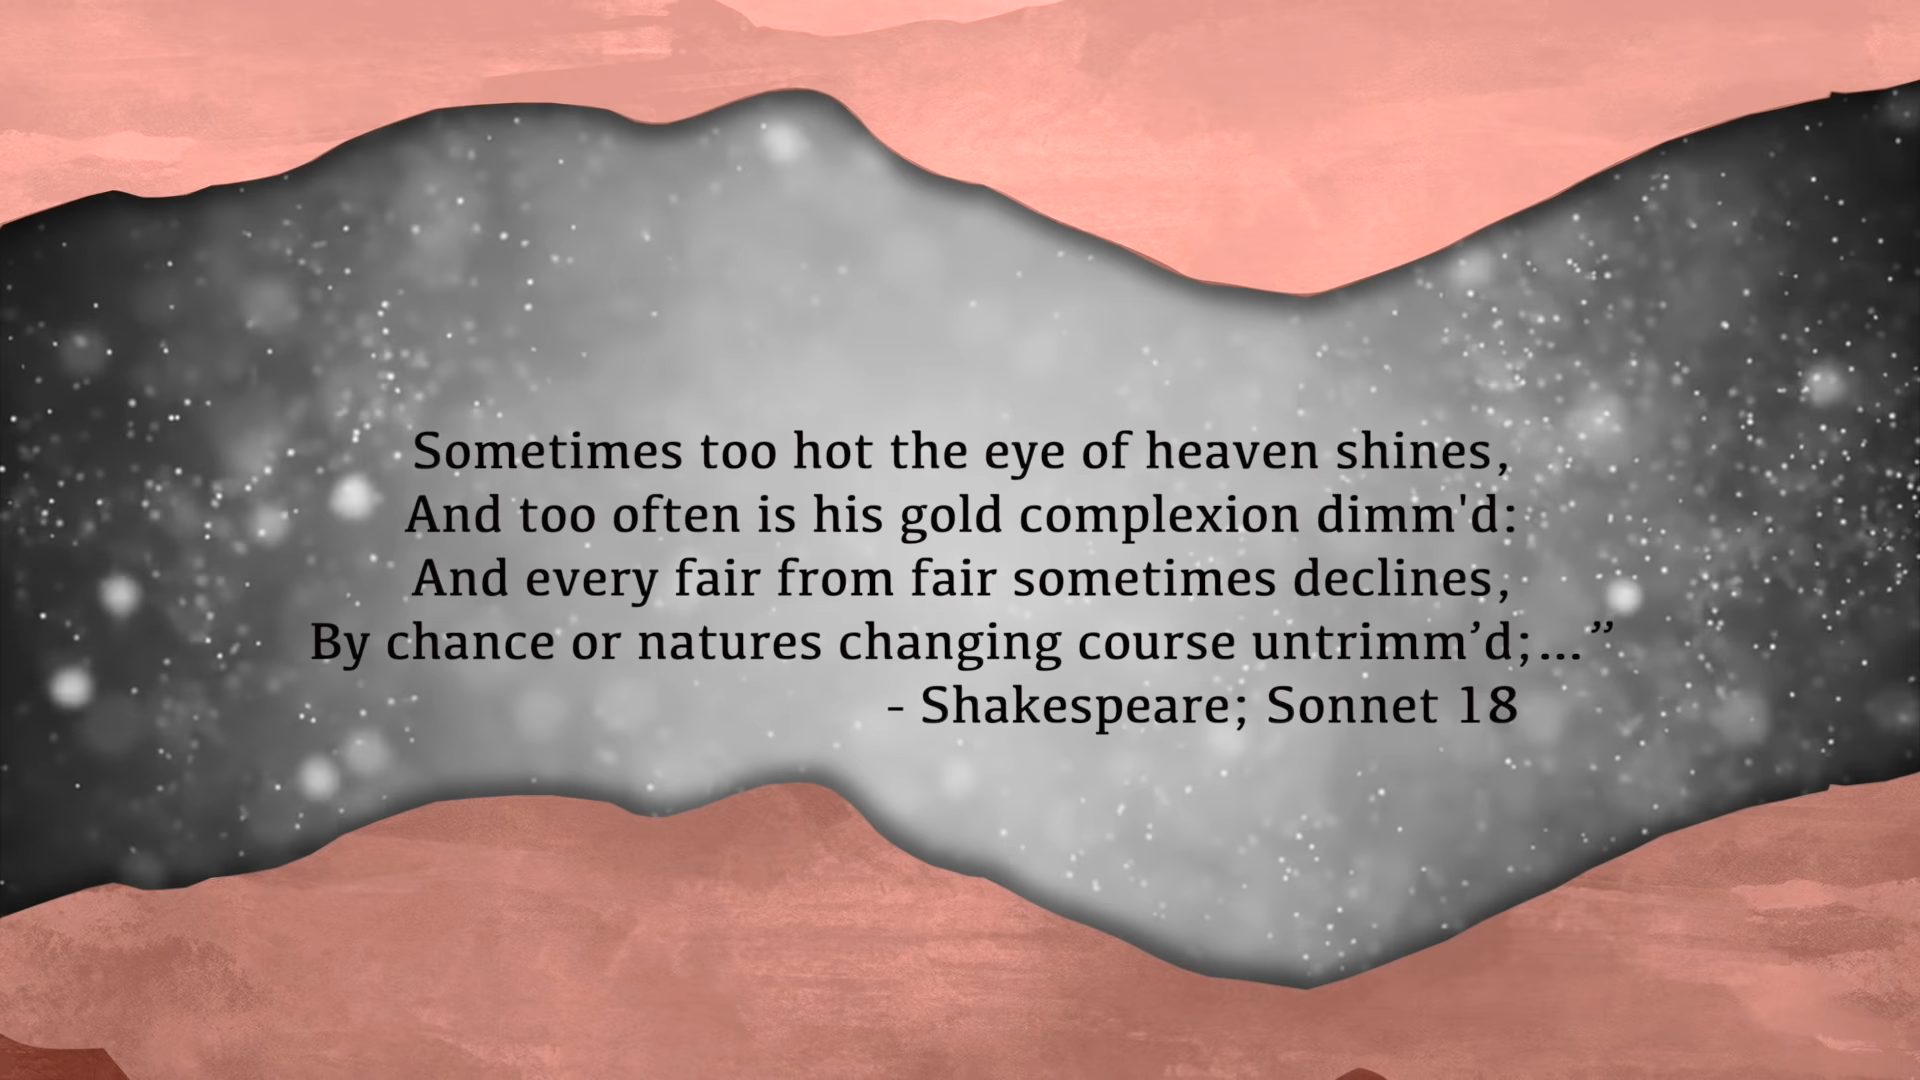 Sometimes too hot the eye of heaven shines,
And too often is his gold complexion dimm'd:
And every fair from fair sometimes declines,
By chance or natures changing course untrimm’d;...”
- Shakespeare; Sonnet 18